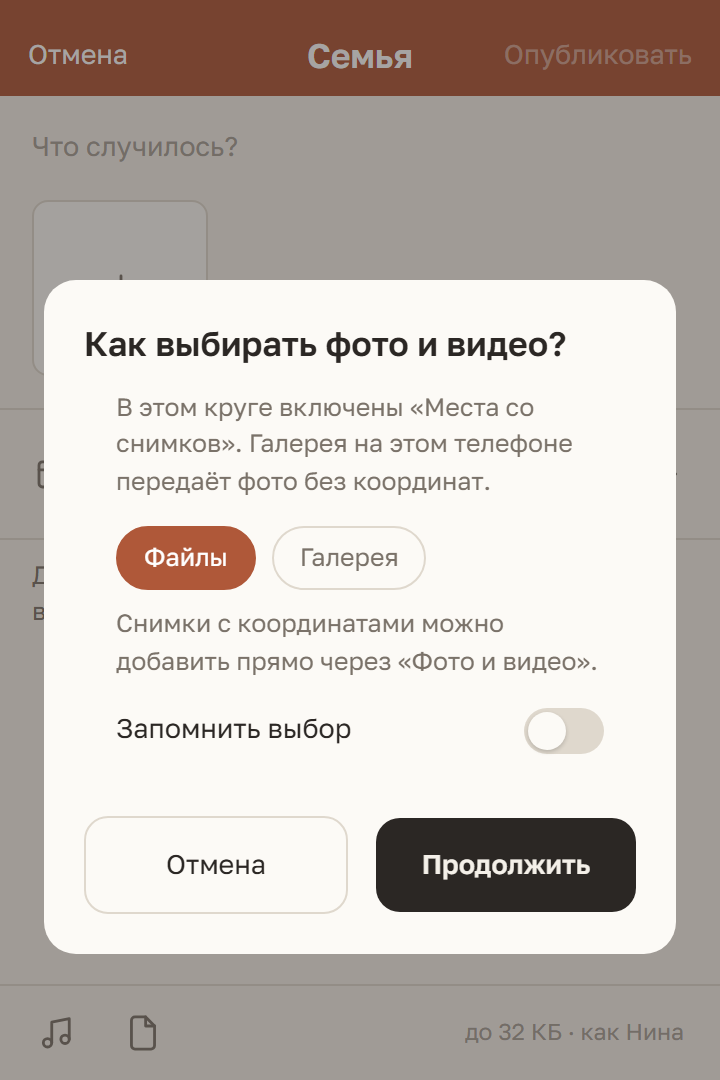 Отмена
Семья
Опубликовать
Что случилось?
Как выбирать фото и видео?
В этом круге включены «Места со
снимков». Галерея на этом телефоне
передаёт фото без координат.
Файлы
Галерея
Снимки с координатами можно
добавить прямо через «Фото и видео».
Запомнить выбор
Отмена
Продолжить
до 32 КБ · как Нина